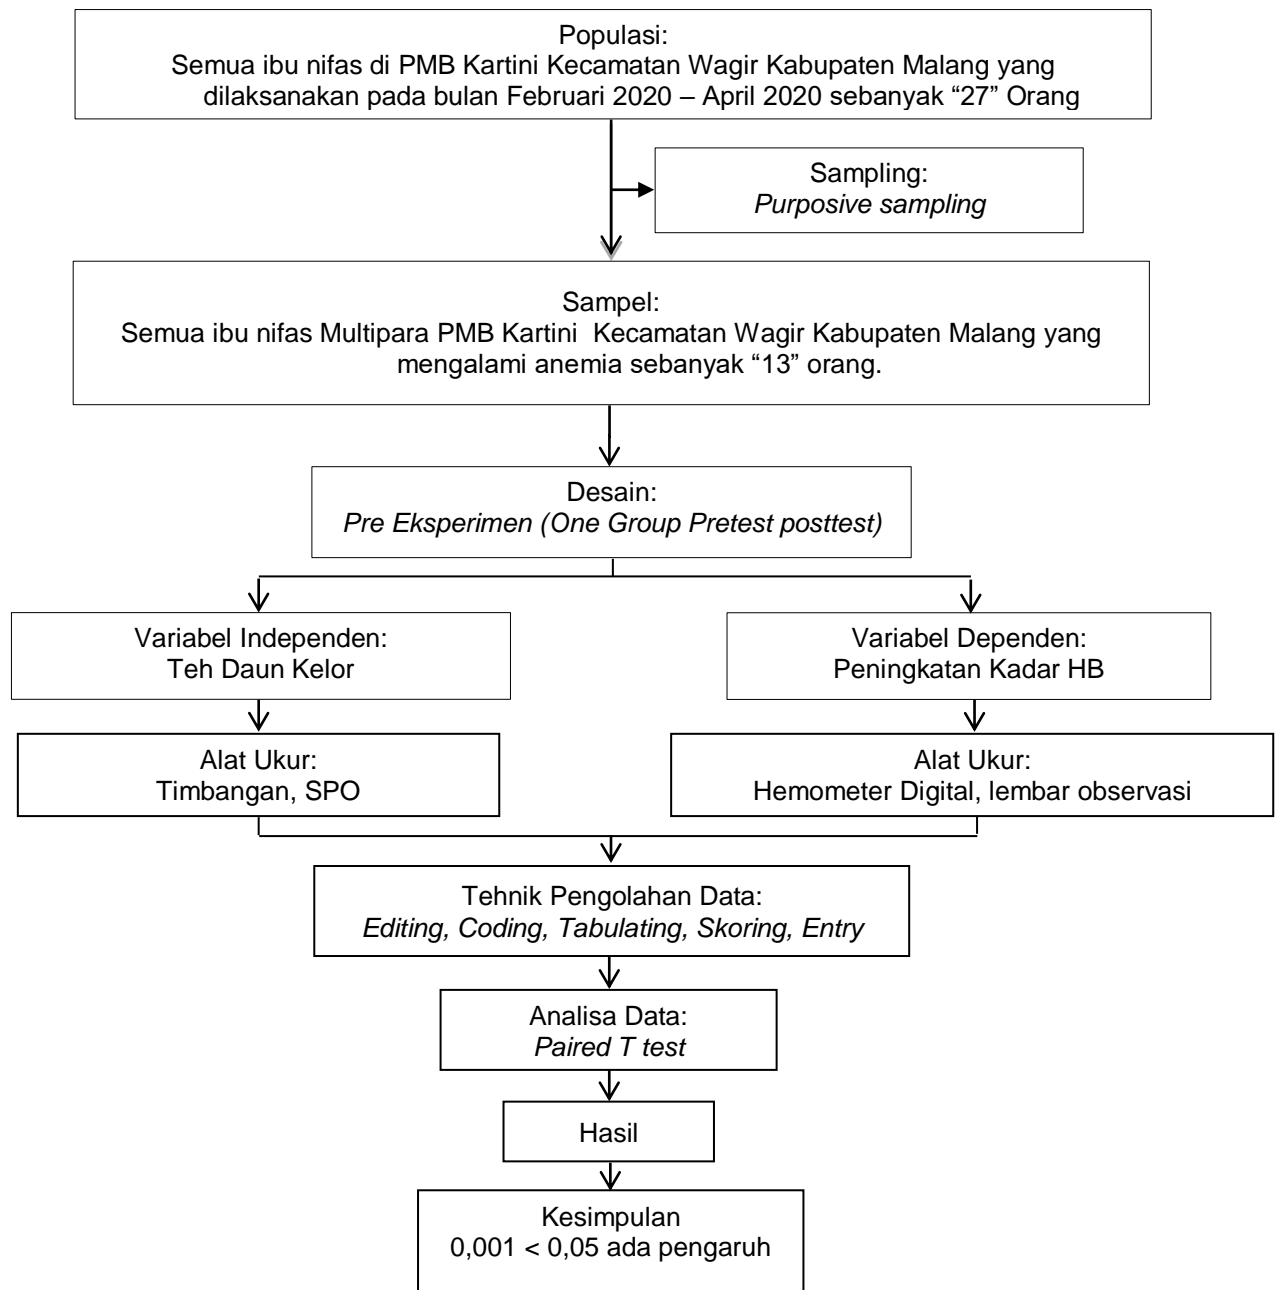 Populasi:
Semua ibu nifas di PMB Kartini Kecamatan Wagir Kabupaten Malang yang
dilaksanakan pada bulan Februari 2020 – April 2020 sebanyak “27” Orang
Sampling:
Purposive sampling
Sampel:
Semua ibu nifas Multipara PMB Kartini Kecamatan Wagir Kabupaten Malang yang
mengalami anemia sebanyak “13” orang.
Desain:
Pre Eksperimen (One Group Pretest posttest)
Variabel Independen:
Teh Daun Kelor
Variabel Dependen:
Peningkatan Kadar HB
Alat Ukur:
Timbangan, SPO
Alat Ukur:
Hemometer Digital, lembar observasi
Tehnik Pengolahan Data:
Editing, Coding, Tabulating, Skoring, Entry
Analisa Data:
Paired T test
Hasil
Kesimpulan
0,001 < 0,05 ada pengaruh